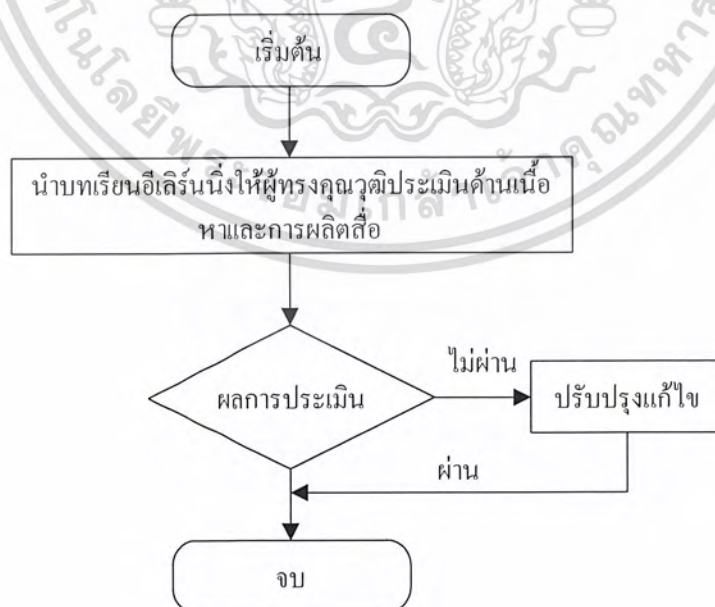 เริ่มต้น
นำบทเรียนอีเลิร์นนิ่งให้ผู้ทรงคุณวุฒิประเมินด้านเนื้อ
หาและการผลิตสื่อ
ผลการประเมิน
ไม่ผ่าน
ปรับปรุงแก้ไข
ผ่าน
จบ